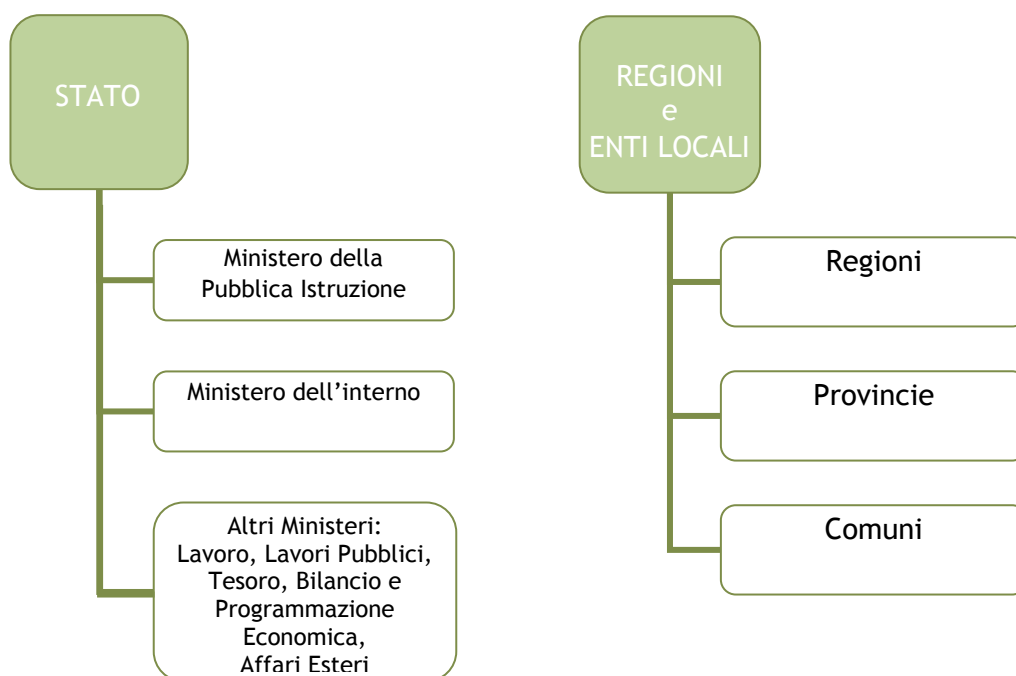 STATO
Ministero della
Pubblica Istruzione
Ministero dell’interno
Altri Ministeri:
Lavoro, Lavori Pubblici,
Tesoro, Bilancio e
Programmazione
Economica,
Affari Esteri
REGIONI
e
ENTI LOCALI
Regioni
Provincie
Comuni